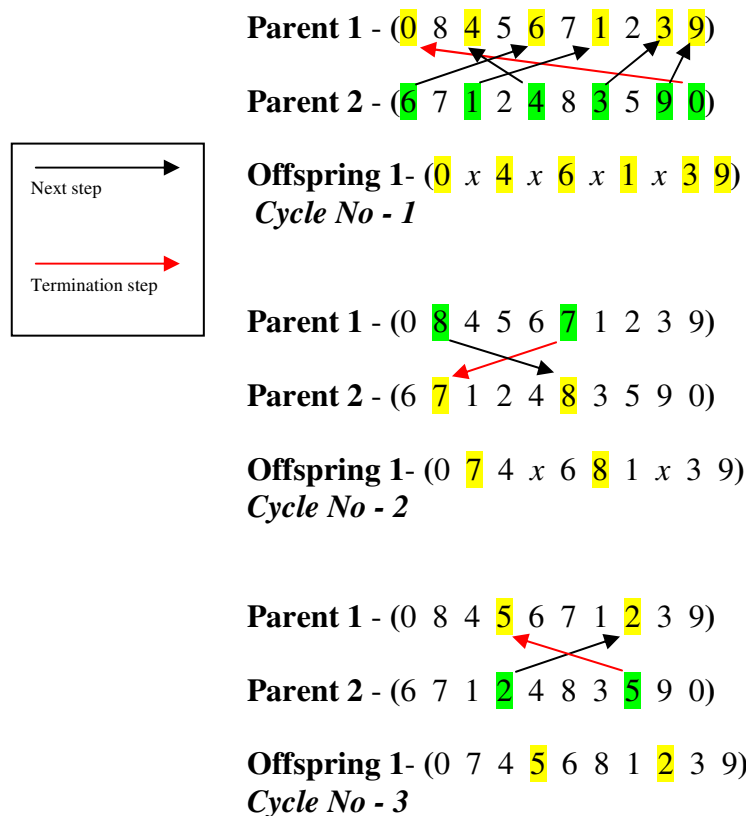 Parent 1 - (0 8 4 5 6 7 1 2 3 9)
Parent 2 - (6 7 1 2 4 8 3 5 9 0)
Next step
Termination step
Offspring 1- (0 x 4 x 6 x 1 x 3 9)
Cycle No - 1
Parent 1 - (0 8 4 5 6 7 1 2 3 9)
Parent 2 - (6 7 1 2 4 8 3 5 9 0)
Offspring 1- (0 7 4 x 6 8 1 x 3 9)
Cycle No - 2
Parent 1 - (0 8 4 5 6 7 1 2 3 9)
Parent 2 - (6 7 1 2 4 8 3 5 9 0)
Offspring 1- (0 7 4 5 6 8 1 2 3 9)
Cycle No - 3